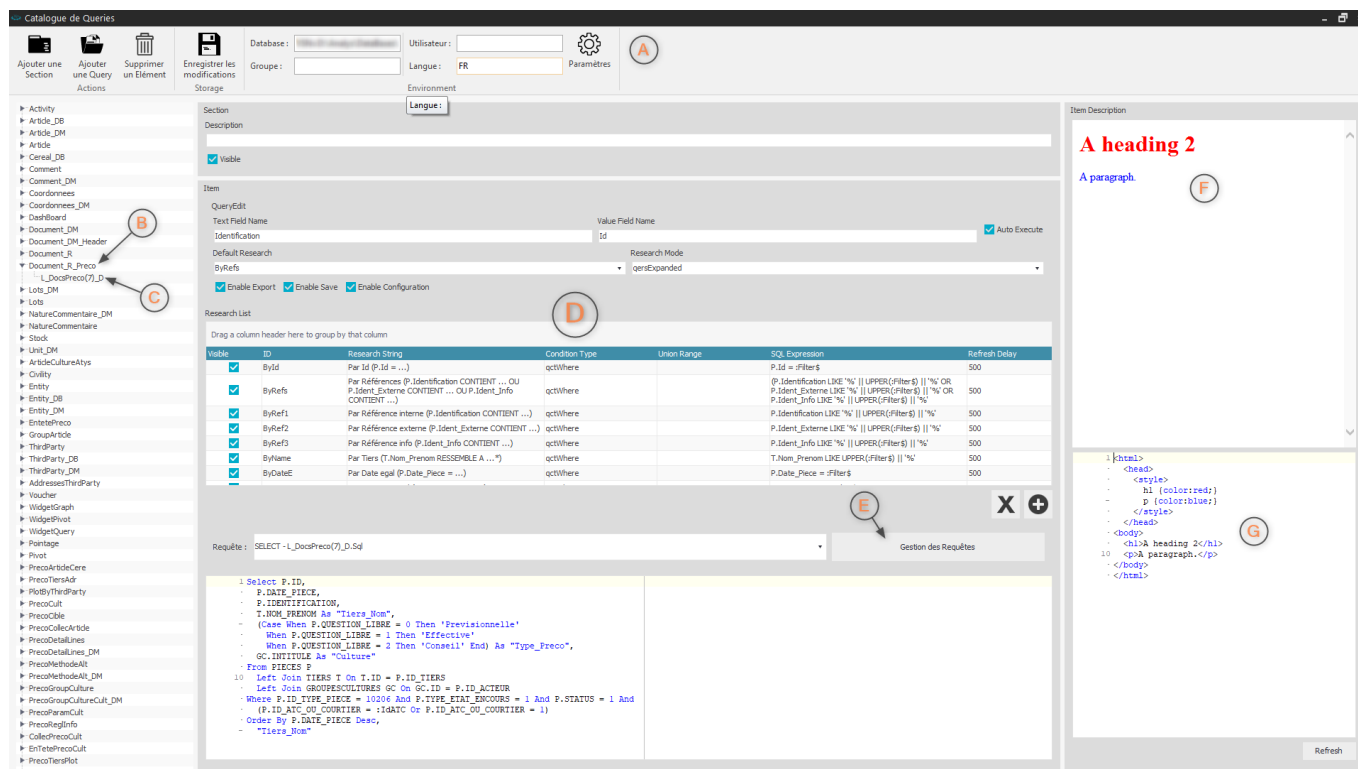 Catalogue de Queries
Ajouter une Section
Ajouter une Query
Supprimer un Elément
Actions
Enregistrer les modifications
Storage
Database :
Utilisateur :
Groupe :
Langue : FR
Paramètres
Environment
Langue :
A
Activity
Article_DB
Article_DM
Article
Cereal_DB
Comment
Comment_DM
Coordonnees
Coordonnees_DM
DashBoard
Document_DM
Document_DM_Header
Document_R
Document_R_Preco
L_DocsPreco(7)_D
Lots_DM
Lots
NatureCommentaire_DM
NatureCommentaire
Stock
Unit_DM
ArticleCultureAtys
Civility
Entity
Entity_DB
Entity_DM
EntetePreco
GroupArticle
ThirdParty
ThirdParty_DB
ThirdParty_DM
AddressesThirdParty
Voucher
WidgetGraph
WidgetPivot
WidgetQuery
Pointage
Pivot
PrecoArticleCere
PrecoTiersAdr
PlotByThirdParty
PrecoCult
PrecoCible
PrecoCollecArticle
PrecoDetailLines
PrecoDetailLines_DM
PrecoMethodeAlt
PrecoMethodeAlt_DM
PrecoGroupCulture
PrecoGroupCultureCult_DM
PrecoParamCult
PrecoReglInfo
CollecPrecoCult
EnTetePrecoCult
PrecoTiersPlot
B
C
Section
Description
Visible
Item
QueryEdit
Text Field Name
Value Field Name
Identification
Id
Auto Execute
Default Research
Research Mode
ByRefs
qersExpanded
Enable Export Enable Save Enable Configuration
D
Research List
Drag a column header here to group by that column
Visible ID Research String Condition Type Union Range SQL Expression Refresh Delay
ById Par Id (P.Id = ...) qctWhere P.Id = :Filter$ 500
ByRefs Par Références (P.Identification CONTIENT ... OU P.Ident_Externe CONTIENT ... OU P.Ident_Info CONTIENT ...) qctWhere (P.Identification LIKE '%' || UPPER(:Filter$) || '%' OR P.Ident_Externe LIKE '%' || UPPER(:Filter$) || '%' OR P.Ident_Info LIKE '%' || UPPER(:Filter$) || '%' 500
ByRef1 Par Référence interne (P.Identification CONTIENT ...) qctWhere P.Identification LIKE '%' || UPPER(:Filter$) || '%' 500
ByRef2 Par Référence externe (P.Ident_Externe CONTIENT ...) qctWhere P.Ident_Externe LIKE '%' || UPPER(:Filter$) || '%' 500
ByRef3 Par Référence info (P.Ident_Info CONTIENT ...) qctWhere P.Ident_Info LIKE '%' || UPPER(:Filter$) || '%' 500
ByName Par Tiers (T.Nom_Prenom RESSEMBLE A ...*) qctWhere T.Nom_Prenom LIKE UPPER(:Filter$) || '%' 500
ByDateE Par Date egal (P.Date_Piece = ...) qctWhere P.Date_Piece = :Filter$ 500
E
X
Requête : SELECT - L_DocsPreco(7)_D.Sql
Gestion des Requêtes
1 Select P.ID,
P.DATE_PIECE,
P.IDENTIFICATION,
T.NOM_PRENOM As "Tiers_Nom",
(Case When P.QUESTION_LIBRE = 0 Then 'Previsionnelle'
When P.QUESTION_LIBRE = 1 Then 'Effective'
When P.QUESTION_LIBRE = 2 Then 'Conseil' End) As "Type_Preco",
GC.INTITULE As "Culture"
From PIECES P
10 Left Join TIERS T On T.ID = P.ID_TIERS
Left Join GROUPESCULTURES GC On GC.ID = P.ID_ACTEUR
Where P.ID_TYPE_PIECE = 10206 And P.TYPE_ETAT_ENCOURS = 1 And P.STATUS = 1 And
(P.ID_ATC_OU_COURTIER = :IdATC Or P.ID_ATC_OU_COURTIER = 1)
Order By P.DATE_PIECE Desc,
"Tiers_Nom"
Item Description
A heading 2
A paragraph.
F
1 <html>
<head>
<style>
h1 {color:red;}
p {color:blue;}
</style>
</head>
<body>
<h1>A heading 2</h1>
10 <p>A paragraph.</p>
</body>
</html>
G
Refresh